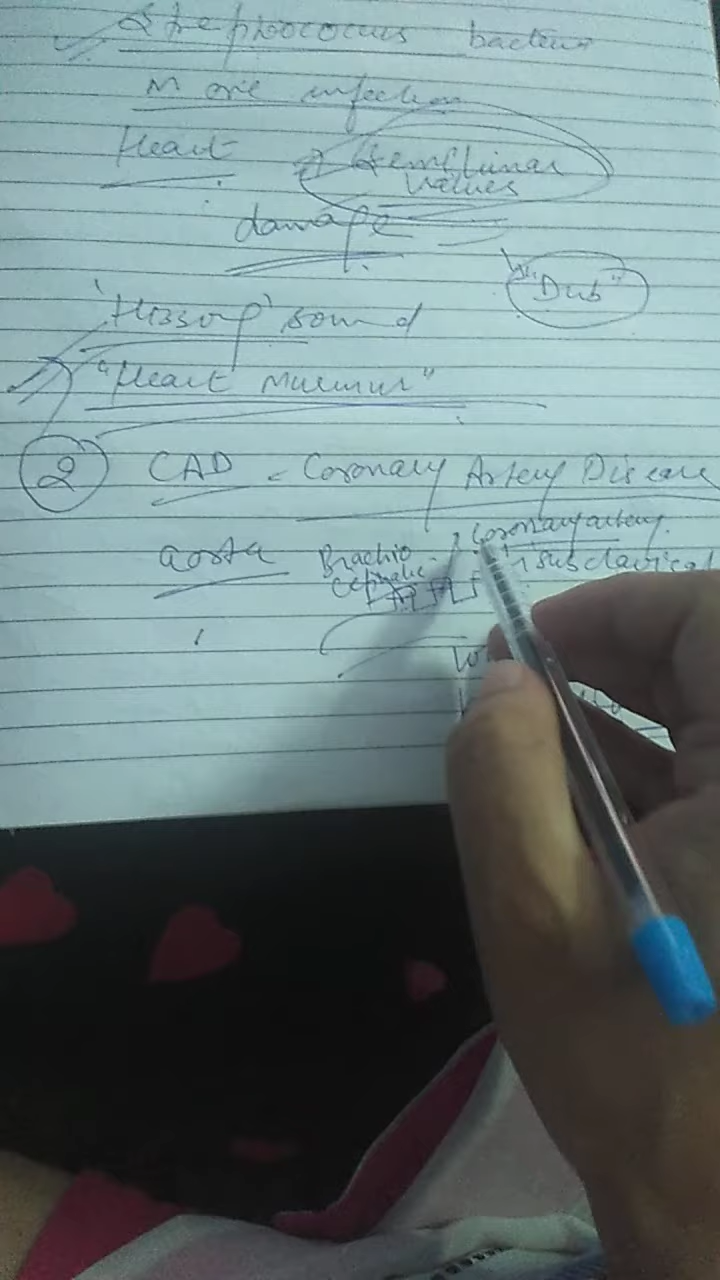 Streptococcus bacteria
More infection
Heart → Semilunar
valves
damage
"Dub"
'Hissing' sound
"Heart Murmur"
② CAD = Coronary Artery Disease
Coronary artery
aorta Brachio subclavical
Cephalic